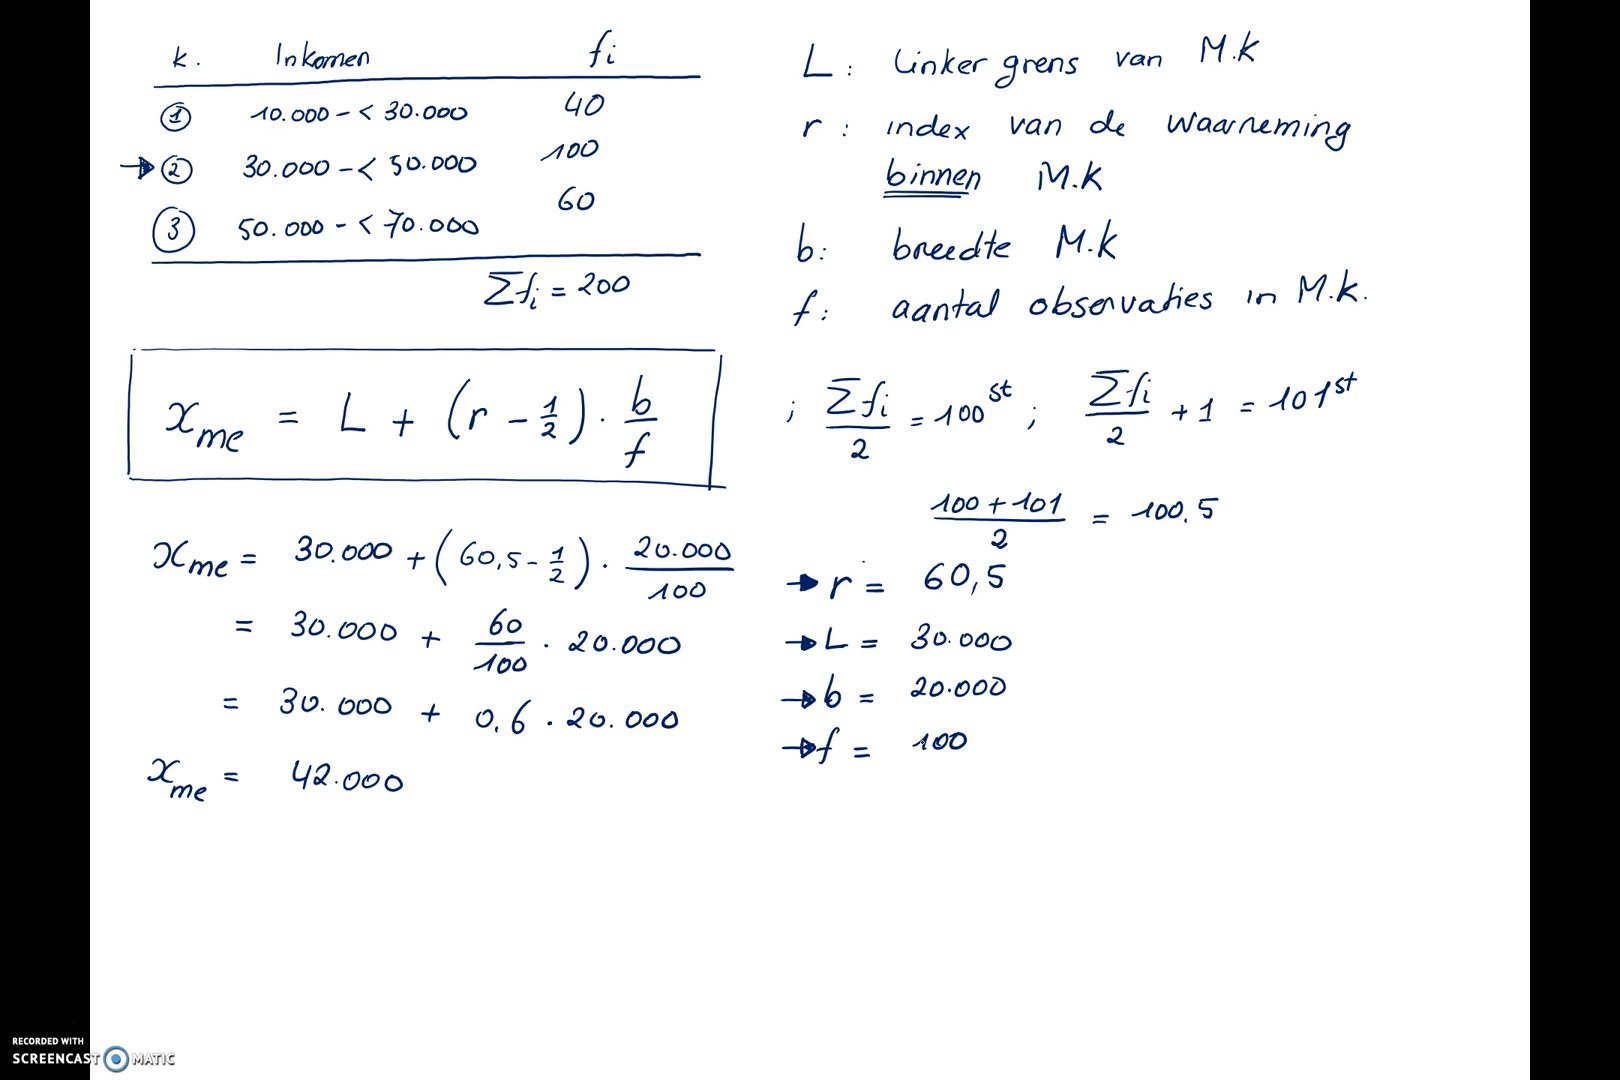 k. Inkomen fi
① 10.000 - < 30.000 40
→ ② 30.000 - < 50.000 100
③ 50.000 - < 70.000 60
Σfi = 200
L : linker grens van M.k
r : index van de waarneming
binnen M.k
b: breedte M.k
f: aantal observaties in M.k.
x_me = L + (r - 1/2) · b/f
; Σfi/2 = 100st ; Σfi/2 + 1 = 101st
(100 + 101)/2 = 100.5
→ r = 60,5
→ L = 30.000
→ b = 20.000
→ f = 100
x_me = 30.000 + (60,5 - 1/2) · 20.000/100
= 30.000 + 60/100 · 20.000
= 30.000 + 0.6 · 20.000
x_me = 42.000
RECORDED WITH
SCREENCAST MATIC